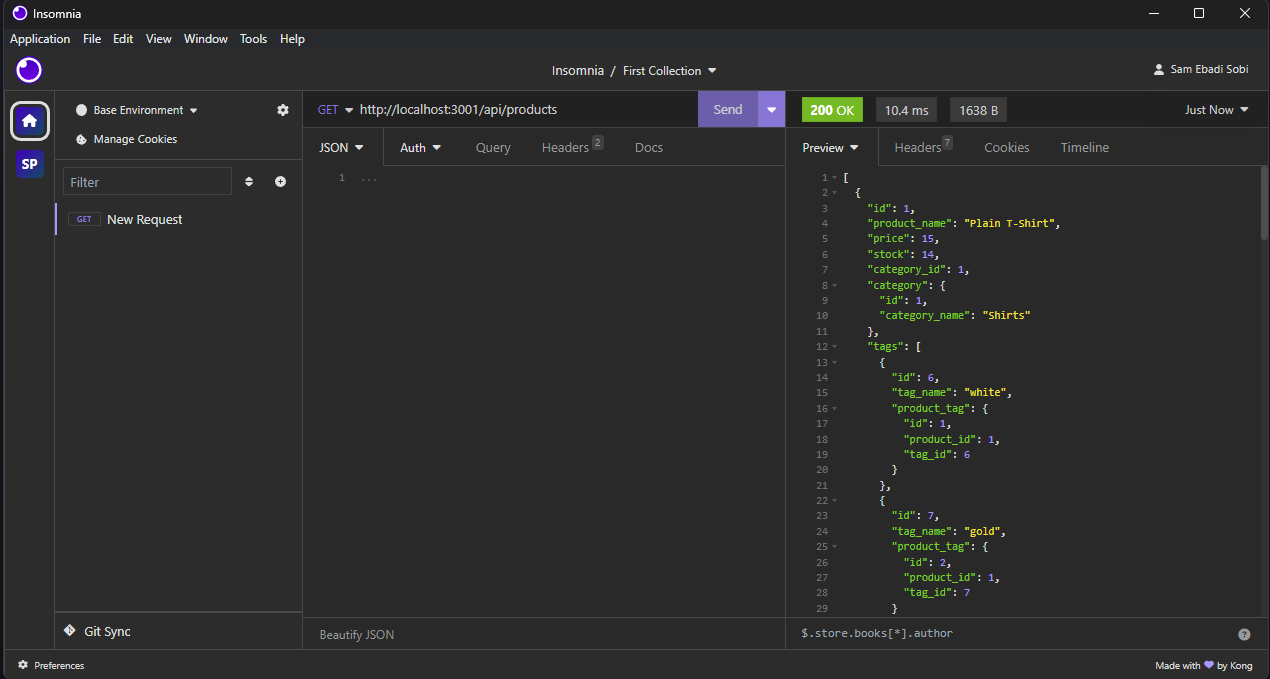 Insomnia
Application File Edit View Window Tools Help
Insomnia / First Collection
Sam Ebadi Sobi
SP
Base Environment
Manage Cookies
Filter
GET New Request
Git Sync
GET http://localhost:3001/api/products Send
JSON Auth Query Headers 2 Docs
1 ...
Beautify JSON
200 OK 10.4 ms 1638 B Just Now
Preview Headers 7 Cookies Timeline
1 [
2 {
3 "id": 1,
4 "product_name": "Plain T-Shirt",
5 "price": 15,
6 "stock": 14,
7 "category_id": 1,
8 "category": {
9 "id": 1,
10 "category_name": "Shirts"
11 },
12 "tags": [
13 {
14 "id": 6,
15 "tag_name": "white",
16 "product_tag": {
17 "id": 1,
18 "product_id": 1,
19 "tag_id": 6
20 }
21 },
22 {
23 "id": 7,
24 "tag_name": "gold",
25 "product_tag": {
26 "id": 2,
27 "product_id": 1,
28 "tag_id": 7
29 }
$.store.books[*].author ?
Preferences
Made with 💜 by Kong